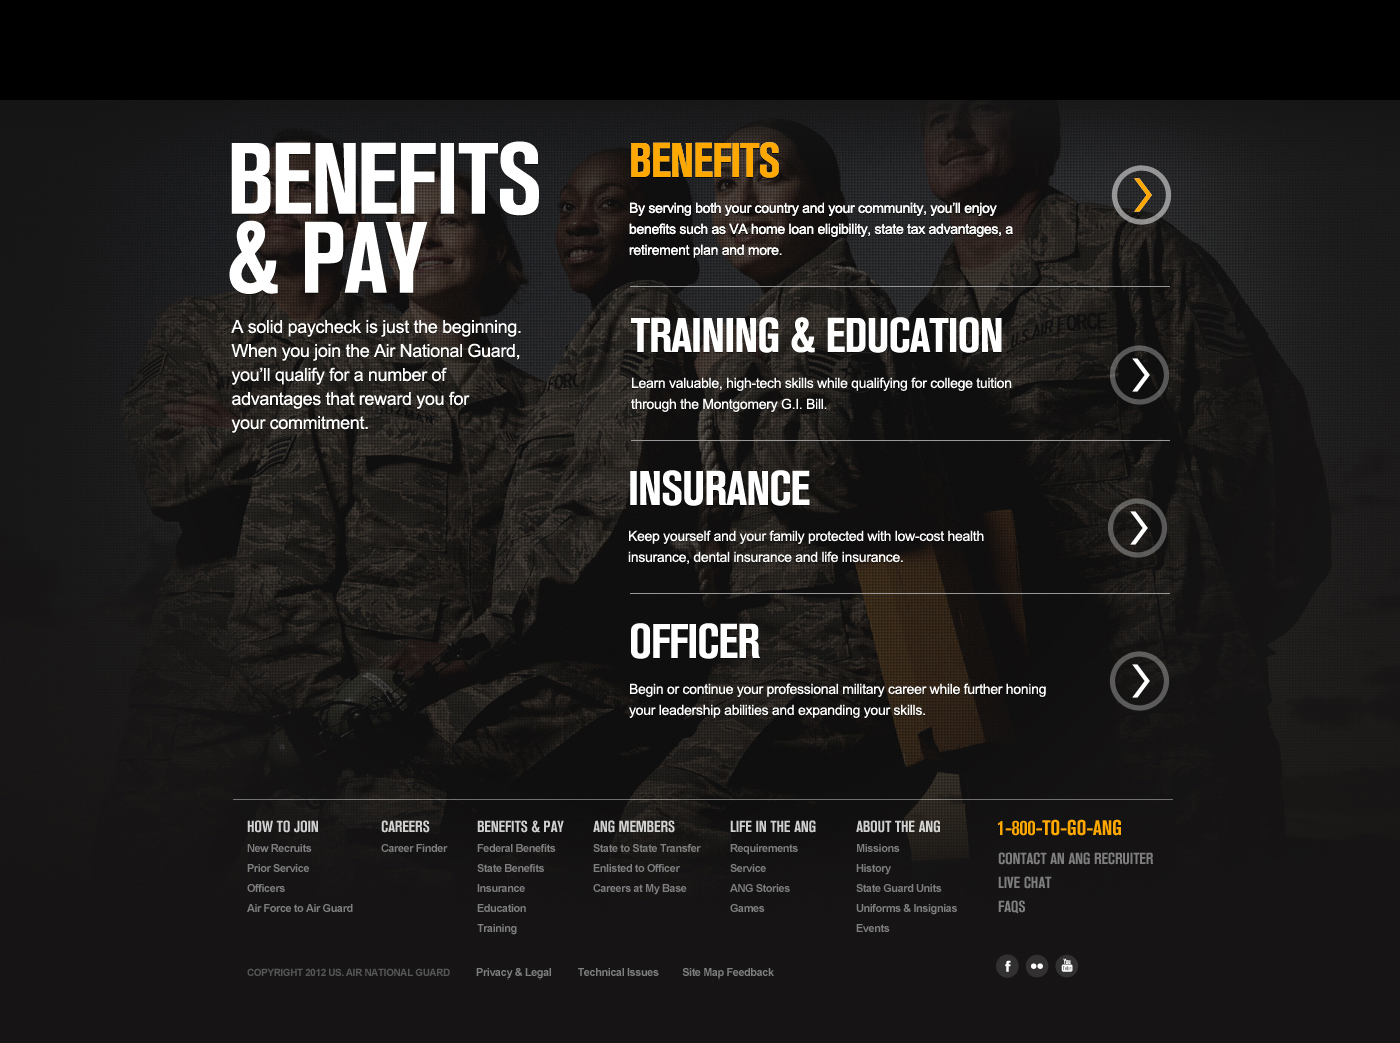 BENEFITS
& PAY
A solid paycheck is just the beginning.
When you join the Air National Guard,
you'll qualify for a number of
advantages that reward you for
your commitment.
BENEFITS
By serving both your country and your community, you'll enjoy
benefits such as VA home loan eligibility, state tax advantages, a
retirement plan and more.
TRAINING & EDUCATION
Learn valuable, high-tech skills while qualifying for college tuition
through the Montgomery G.I. Bill.
INSURANCE
Keep yourself and your family protected with low-cost health
insurance, dental insurance and life insurance.
OFFICER
Begin or continue your professional military career while further honing
your leadership abilities and expanding your skills.
U.S. AIR FORCE
HOW TO JOIN
New Recruits
Prior Service
Officers
Air Force to Air Guard
CAREERS
Career Finder
BENEFITS & PAY
Federal Benefits
State Benefits
Insurance
Education
Training
ANG MEMBERS
State to State Transfer
Enlisted to Officer
Careers at My Base
LIFE IN THE ANG
Requirements
Service
ANG Stories
Games
ABOUT THE ANG
Missions
History
State Guard Units
Uniforms & Insignias
Events
1-800-TO-GO-ANG
CONTACT AN ANG RECRUITER
LIVE CHAT
FAQS
COPYRIGHT 2012 US. AIR NATIONAL GUARD
Privacy & Legal
Technical Issues
Site Map Feedback
f
You Tube